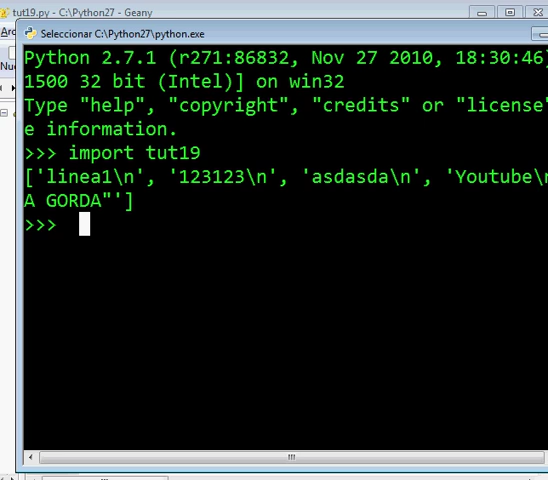 tut19.py - C:\Python27 - Geany
Seleccionar C:\Python27\python.exe
Python 2.7.1 (r271:86832, Nov 27 2010, 18:30:46)
1500 32 bit (Intel)] on win32
Type "help", "copyright", "credits" or "license"
e information.
>>> import tut19
['linea1\n', '123123\n', 'asdasda\n', 'Youtube\n
A GORDA"']
>>>